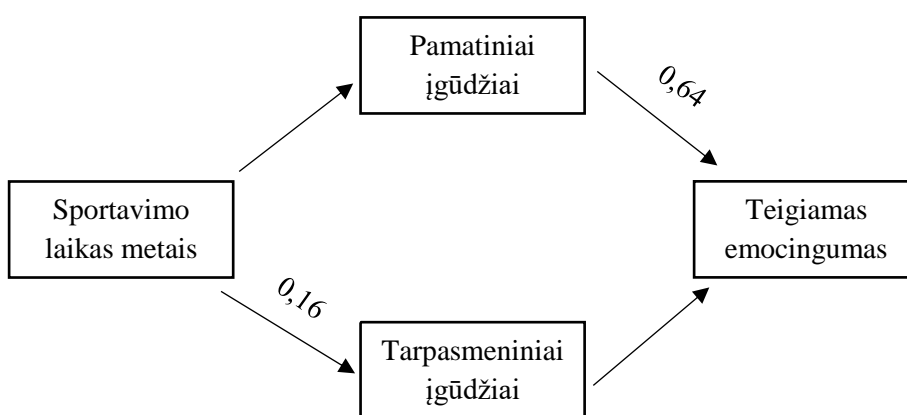 Pamatiniai
įgūdžiai
0,64
Sportavimo
laikas metais
Teigiamas
emocingumas
0,16
Tarpasmeniniai
įgūdžiai